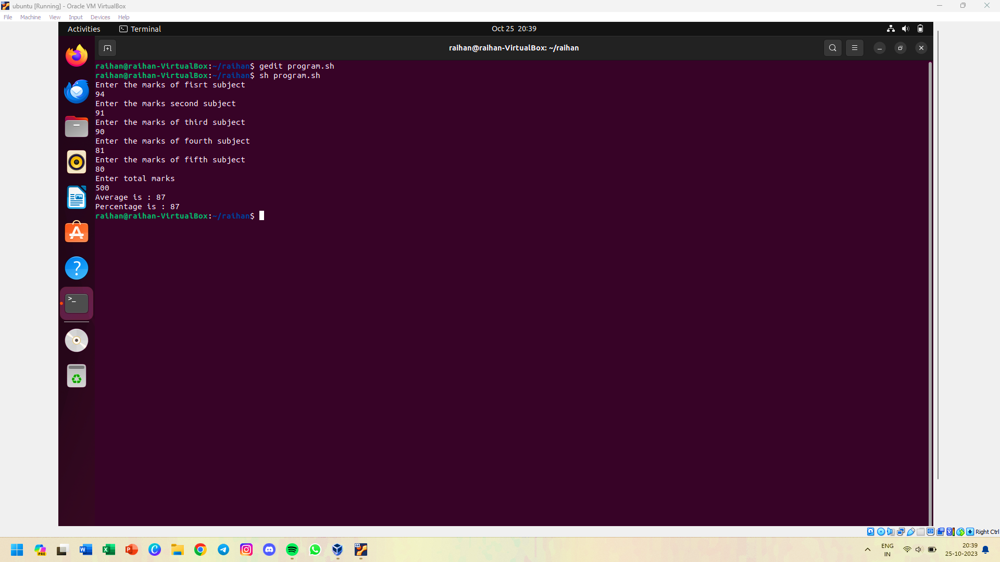 ubuntu [Running] - Oracle VM VirtualBox
File Machine View Input Devices Help
Activities Terminal Oct 25 20:39
raihan@raihan-VirtualBox: ~/raihan
raihan@raihan-VirtualBox:~/raihan$ gedit program.sh
raihan@raihan-VirtualBox:~/raihan$ sh program.sh
Enter the marks of fisrt subject
94
Enter the marks second subject
91
Enter the marks of third subject
90
Enter the marks of fourth subject
81
Enter the marks of fifth subject
80
Enter total marks
500
Average is : 87
Percentage is : 87
raihan@raihan-VirtualBox:~/raihan$
Right Ctrl
PRE
ENG
IN
20:39
25-10-2023